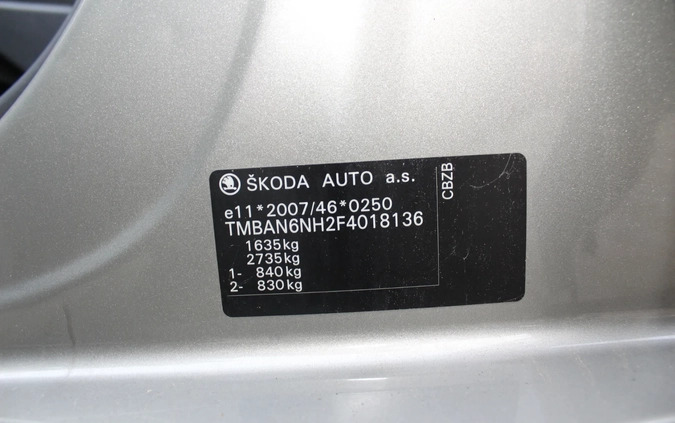 ŠKODA AUTO a.s.
e11*2007/46*0250
TMBAN6NH2F4018136
1635kg
2735kg
1- 840kg
2- 830kg
CBZB